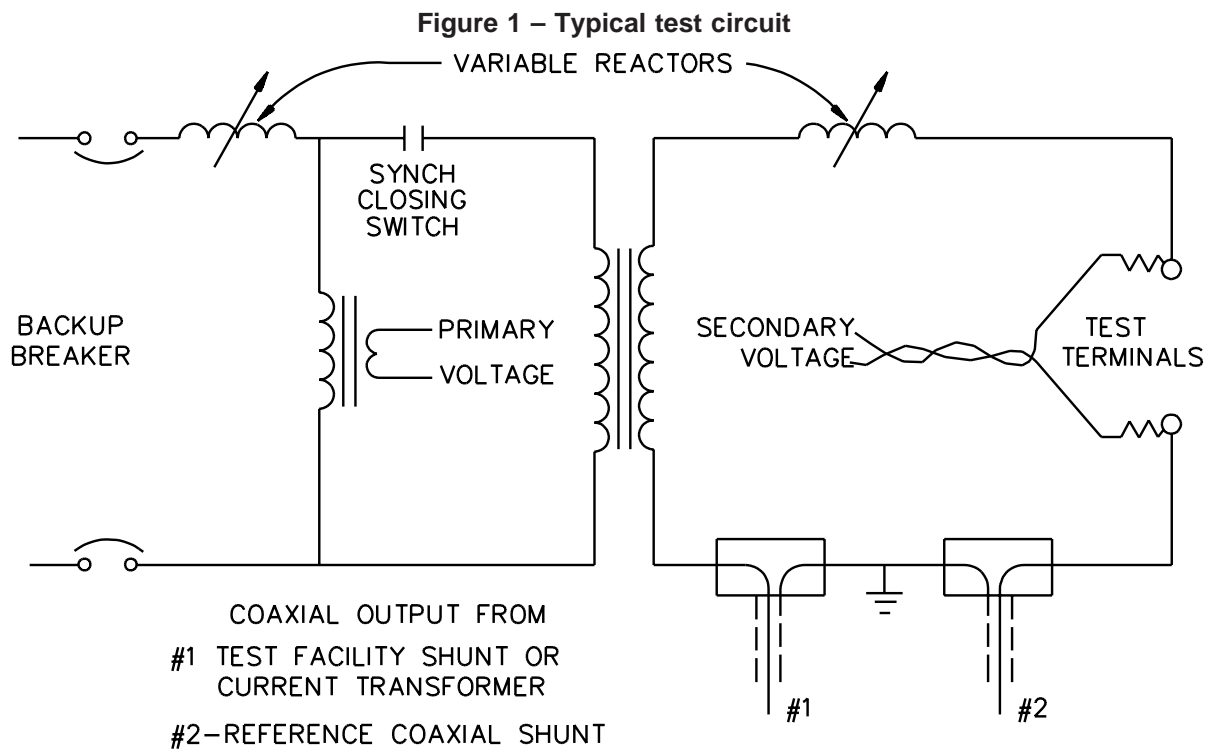 Figure 1 – Typical test circuit
VARIABLE REACTORS
SYNCH
CLOSING
SWITCH
BACKUP
BREAKER
PRIMARY
VOLTAGE
SECONDARY
VOLTAGE
TEST
TERMINALS
COAXIAL OUTPUT FROM
#1 TEST FACILITY SHUNT OR
CURRENT TRANSFORMER
#2-REFERENCE COAXIAL SHUNT
#1
#2